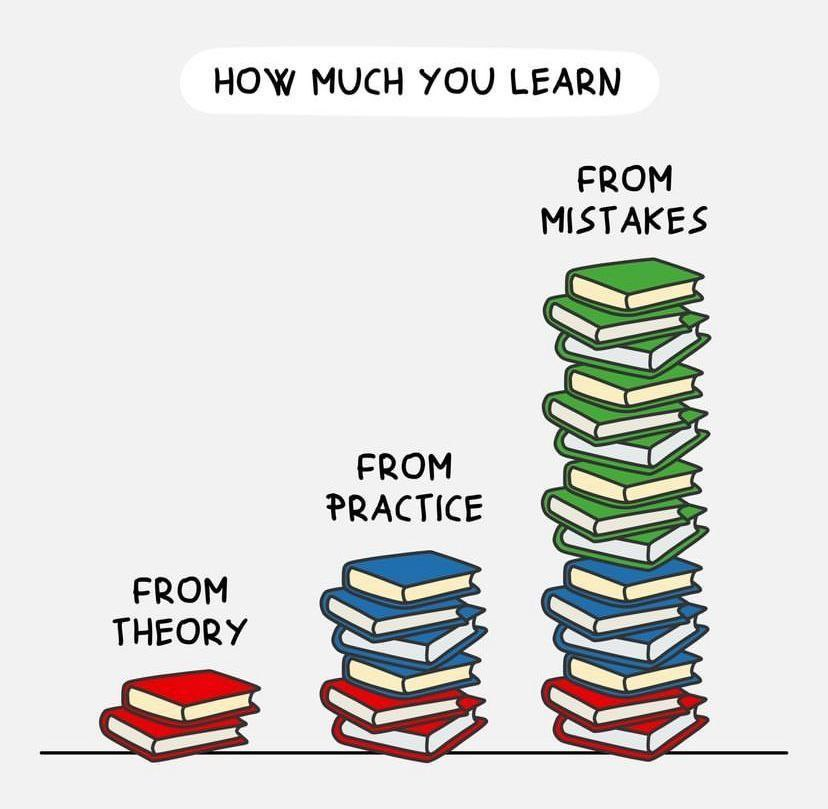 HOW MUCH YOU LEARN
FROM
MISTAKES
FROM
PRACTICE
FROM
THEORY